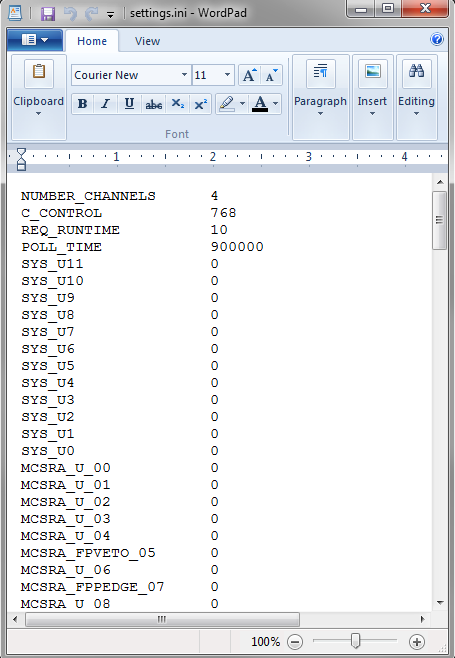 settings.ini - WordPad
Home View
Clipboard
Courier New 11 A A
B I U abc X₂ X² A
Font
Paragraph
Insert
Editing
1 2 3 4
NUMBER_CHANNELS 4
C_CONTROL 768
REQ_RUNTIME 10
POLL_TIME 900000
SYS_U11 0
SYS_U10 0
SYS_U9 0
SYS_U8 0
SYS_U7 0
SYS_U6 0
SYS_U5 0
SYS_U4 0
SYS_U3 0
SYS_U2 0
SYS_U1 0
SYS_U0 0
MCSRA_U_00 0
MCSRA_U_01 0
MCSRA_U_02 0
MCSRA_U_03 0
MCSRA_U_04 0
MCSRA_FPVETO_05 0
MCSRA_U_06 0
MCSRA_FPPEDGE_07 0
MCSRA_U_08 0
100%